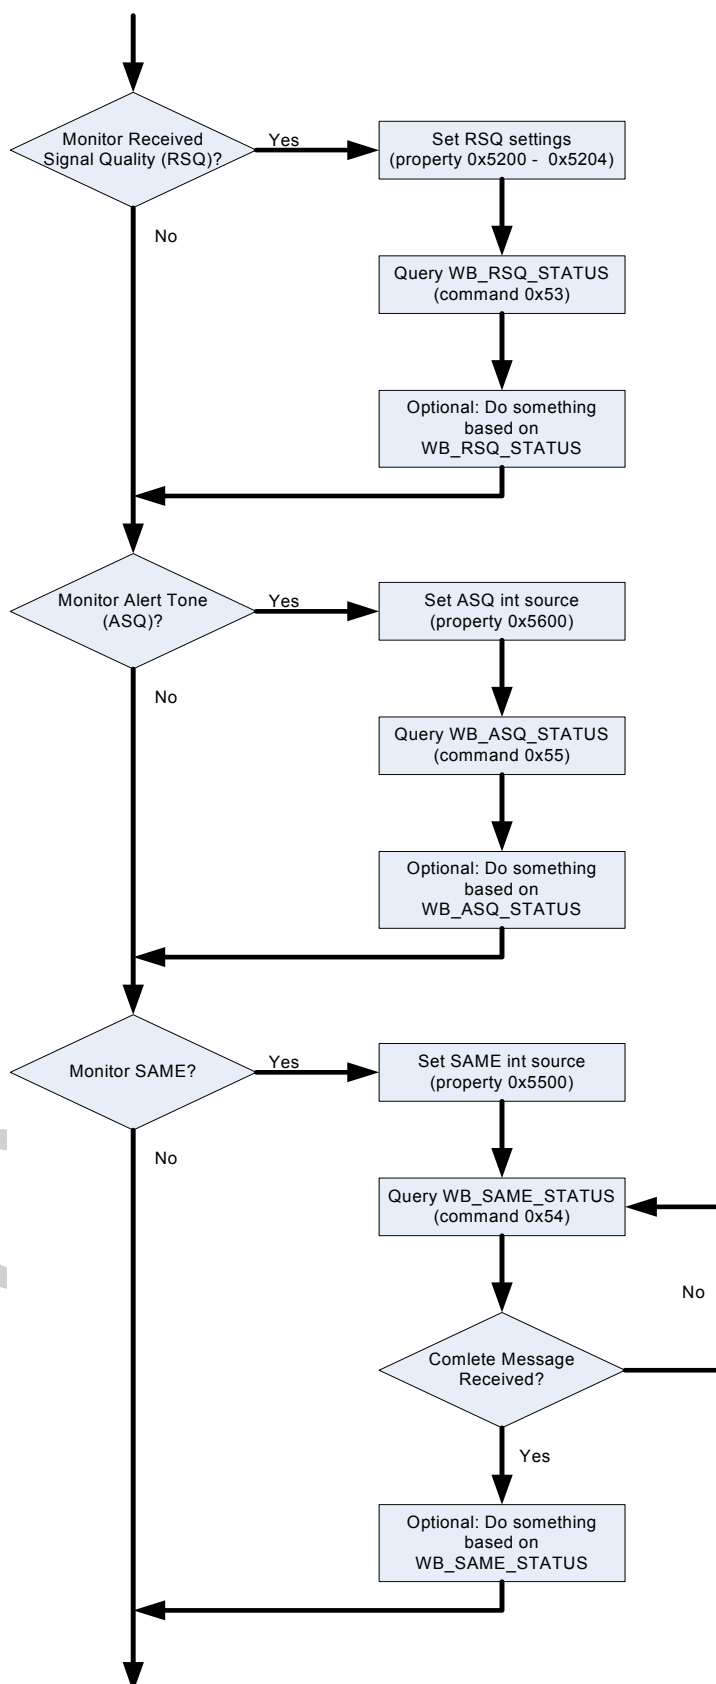 Monitor Received
Signal Quality (RSQ)?
Yes
Set RSQ settings
(property 0x5200 - 0x5204)
No
Query WB_RSQ_STATUS
(command 0x53)
Optional: Do something
based on
WB_RSQ_STATUS
Monitor Alert Tone
(ASQ)?
Yes
Set ASQ int source
(property 0x5600)
No
Query WB_ASQ_STATUS
(command 0x55)
Optional: Do something
based on
WB_ASQ_STATUS
Monitor SAME?
Yes
Set SAME int source
(property 0x5500)
No
Query WB_SAME_STATUS
(command 0x54)
No
Comlete Message
Received?
Yes
Optional: Do something
based on
WB_SAME_STATUS